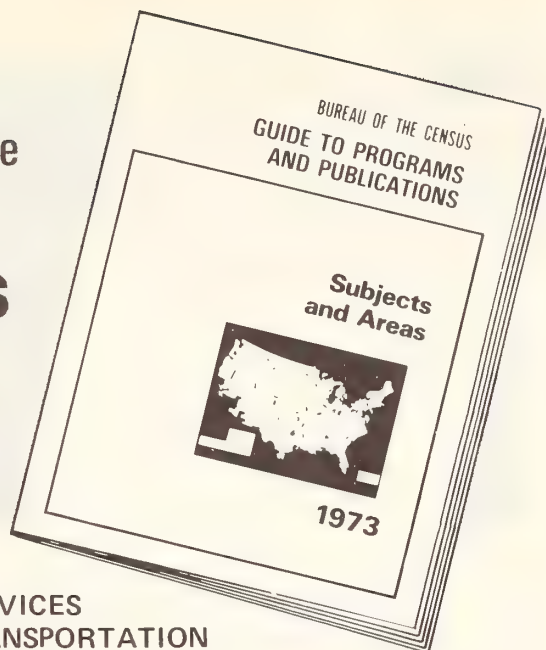 e
s
BUREAU OF THE CENSUS
GUIDE TO PROGRAMS
AND PUBLICATIONS
Subjects
and Areas
1973
VICES
NSPORTATION